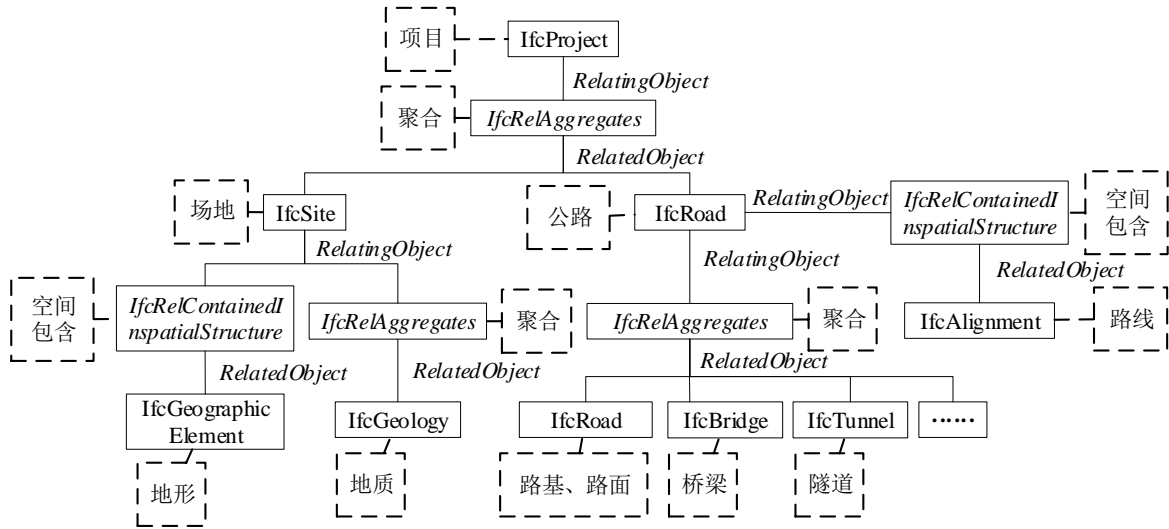 项目
IfcProject
RelatingObject
聚合
IfcRelAggregates
RelatedObject
场地
IfcSite
公路
IfcRoad
RelatingObject
IfcRelContainedI
nspatialStructure
空间
包含
RelatingObject
RelatingObject
RelatedObject
空间
包含
IfcRelContainedI
nspatialStructure
IfcRelAggregates
聚合
IfcRelAggregates
聚合
IfcAlignment
路线
RelatedObject
RelatedObject
RelatedObject
IfcGeographic
Element
IfcGeology
IfcRoad
IfcBridge
IfcTunnel
······
地形
地质
路基、路面
桥梁
隧道